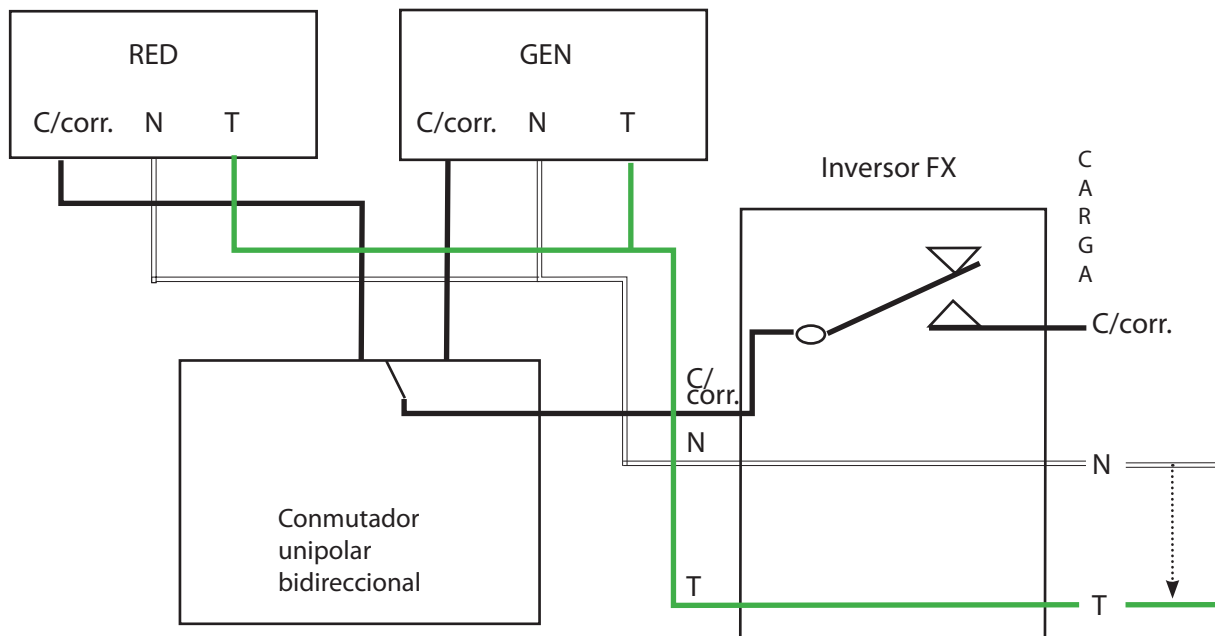 RED
C/corr. N T
GEN
C/corr. N T
Inversor FX
C
A
R
G
A
C/corr.
C/
corr.
N
N
Conmutador
unipolar
bidireccional
T
T